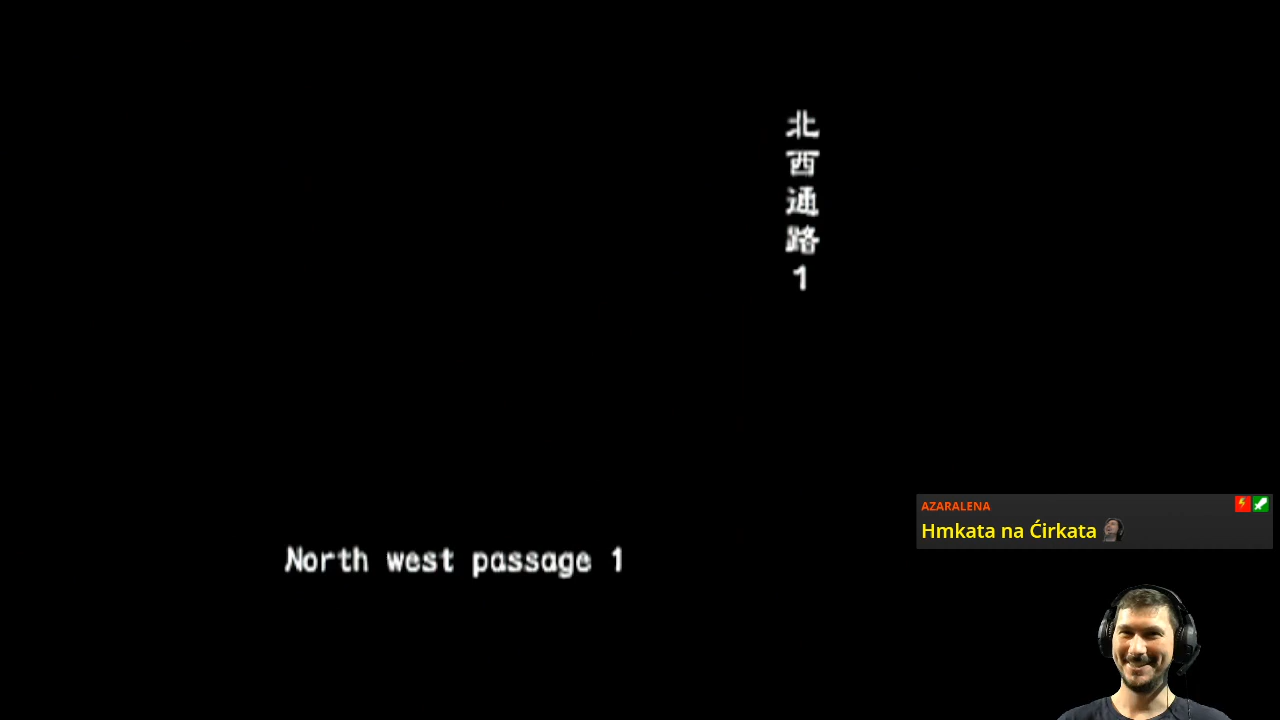 北西通路1
North west passage 1
AZARALENA
Hmkata na Ćirkata